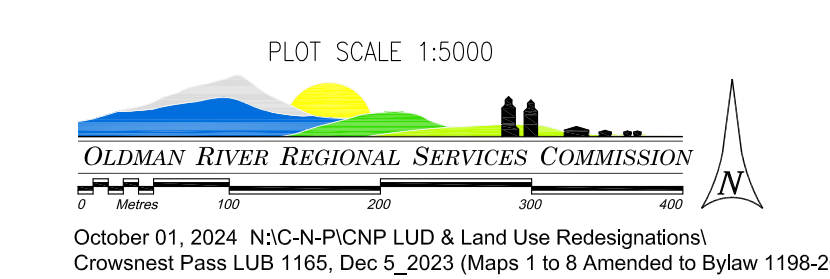 PLOT SCALE 1:5000
OLDMAN RIVER REGIONAL SERVICES COMMISSION
0 Metres 100 200 300 400
N
October 01, 2024 N:\C-N-P\CNP LUD & Land Use Redesignations\
Crowsnest Pass LUB 1165, Dec 5_2023 (Maps 1 to 8 Amended to Bylaw 1198-2